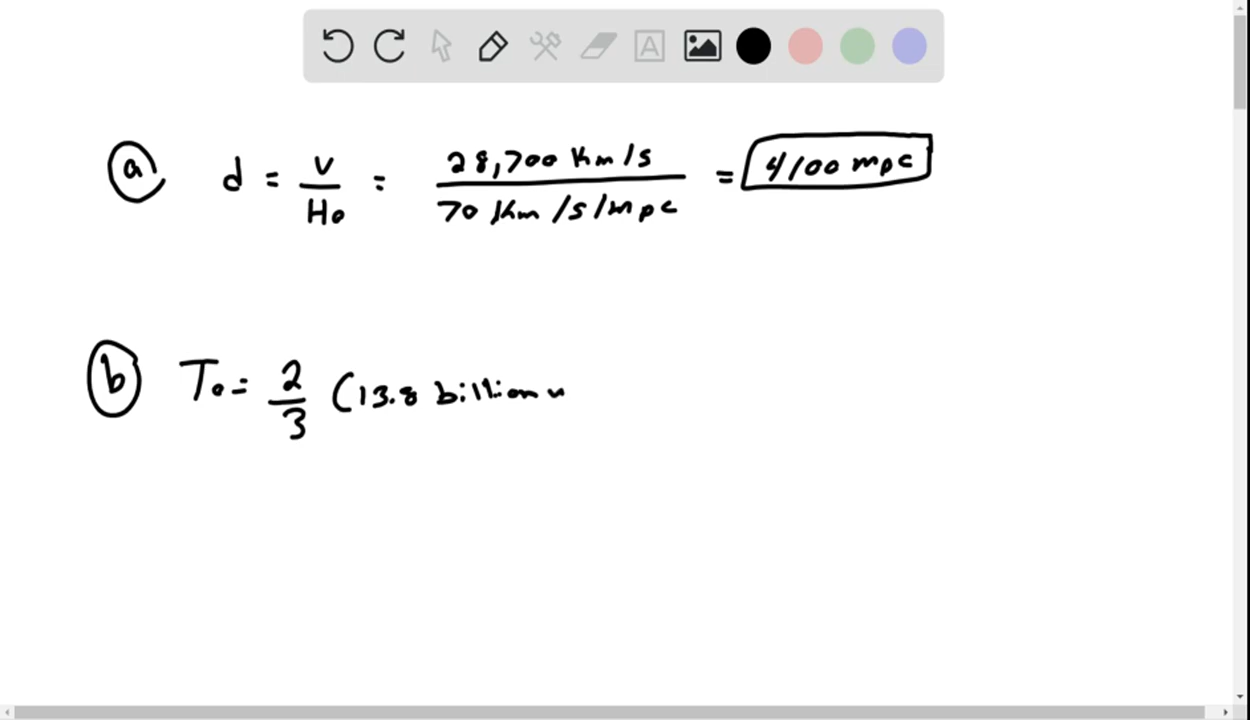 a d = V / H₀ = 28,700 Km/s / 70 Km/s/mpc = 4100 mpc
b T₀ = 2/3 (13.8 billion